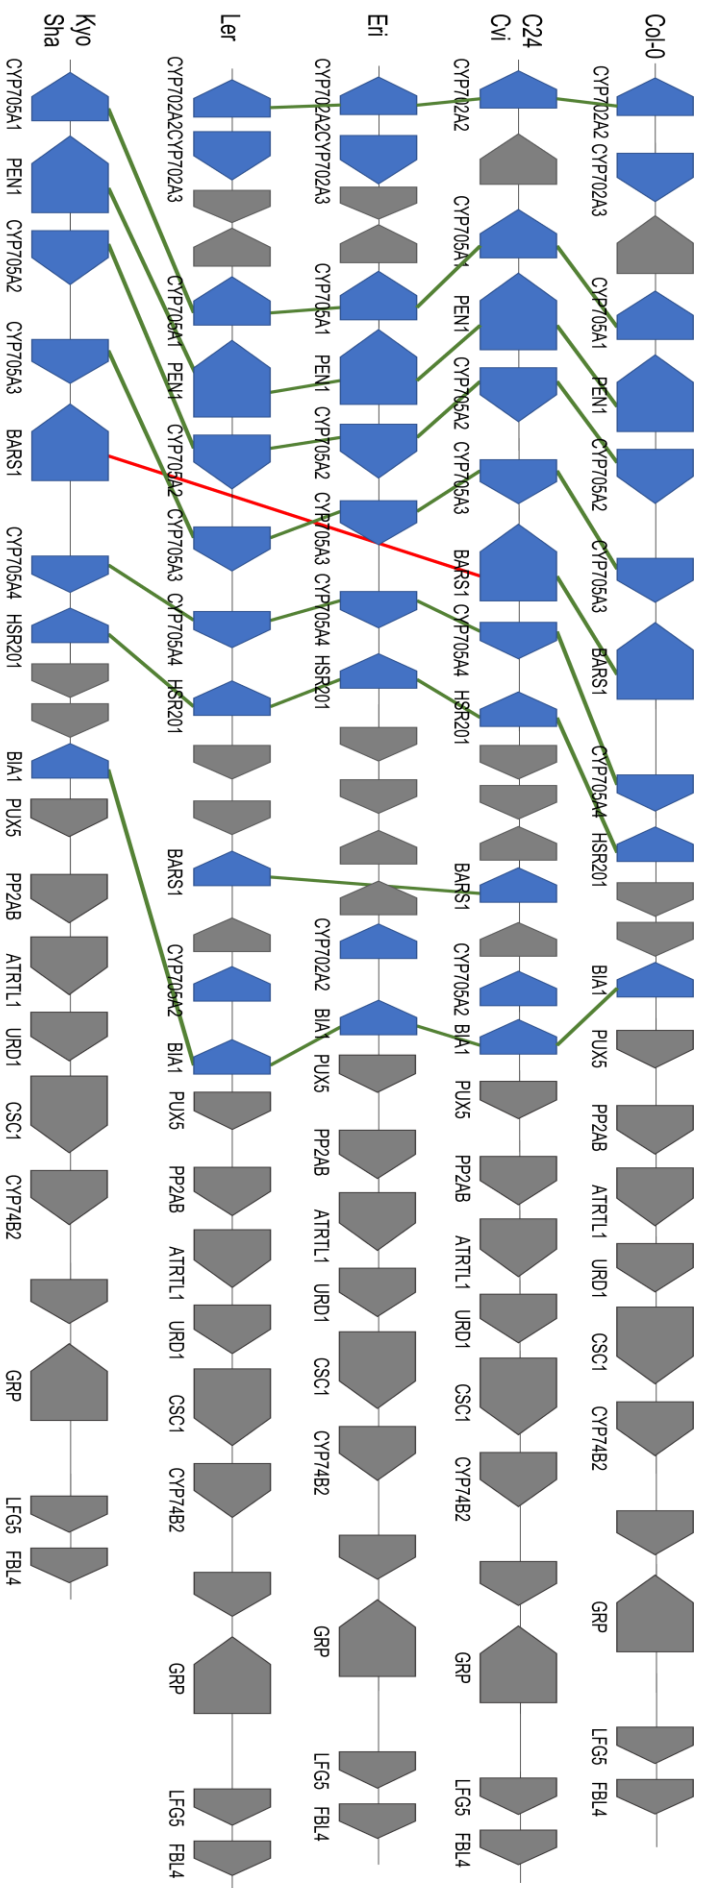 Col-0
CYP702A2 CYP702A3 CYP705A1 PEN1 CYP705A2 CYP705A3 BARS1 CYP705A4 HSR201 BIA1 PUX5 PP2AB ATRTL1 URD1 CSC1 CYP74B2 GRP LFG5 FBL4
C24
Cvi
CYP702A2 CYP705A1 PEN1 CYP705A2 CYP705A3 BARS1 CYP705A4 HSR201 BARS1 CYP705A2 BIA1 PUX5 PP2AB ATRTL1 URD1 CSC1 CYP74B2 GRP LFG5 FBL4
Eri
CYP702A2CYP702A3 CYP705A1 PEN1 CYP705A2 CYP705A3 CYP705A4 HSR201 CYP702A2 BIA1 PUX5 PP2AB ATRTL1 URD1 CSC1 CYP74B2 GRP LFG5 FBL4
Ler
CYP702A2CYP702A3 CYP705A1 PEN1 CYP705A2 CYP705A3 CYP705A4 HSR201 BARS1 CYP705A2 BIA1 PUX5 PP2AB ATRTL1 URD1 CSC1 CYP74B2 GRP LFG5 FBL4
Kyo
Sha
CYP705A1 PEN1 CYP705A2 CYP705A3 BARS1 CYP705A4 HSR201 BIA1 PUX5 PP2AB ATRTL1 URD1 CSC1 CYP74B2 GRP LFG5 FBL4